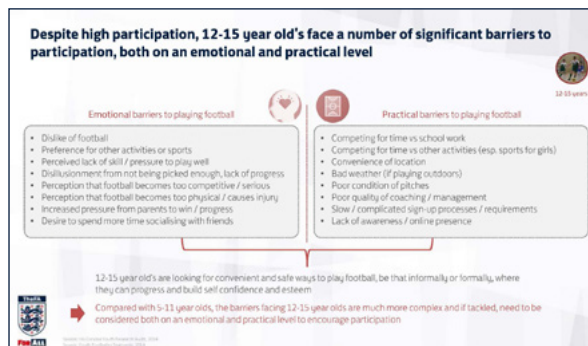 Despite high participation, 12-15 year old's face a number of significant barriers to
participation, both on an emotional and practical level
12-15 years
Emotional barriers to playing football
• Dislike of football
• Preference for other activities or sports
• Perceived lack of skill / pressure to play well
• Disillusionment from not being picked enough, lack of progress
• Perception that football becomes too competitive / serious
• Perception that football becomes too physical / causes injury
• Increased pressure from parents to win / progress
• Desire to spend more time socialising with friends
Practical barriers to playing football
• Competing for time vs school work
• Competing for time vs other activities (esp. sports for girls)
• Convenience of location
• Bad weather (if playing outdoors)
• Poor condition of pitches
• Poor quality of coaching / management
• Slow / complicated sign-up processes / requirements
• Lack of awareness / online presence
12-15 year old's are looking for convenient and safe ways to play football, be that informally or formally, where
they can progress and build self confidence and esteem
Compared with 5-11 year olds, the barriers facing 12-15 year olds are much more complex and if tackled, need to be
considered both on an emotional and practical level to encourage participation
TheFA
FOR ALL